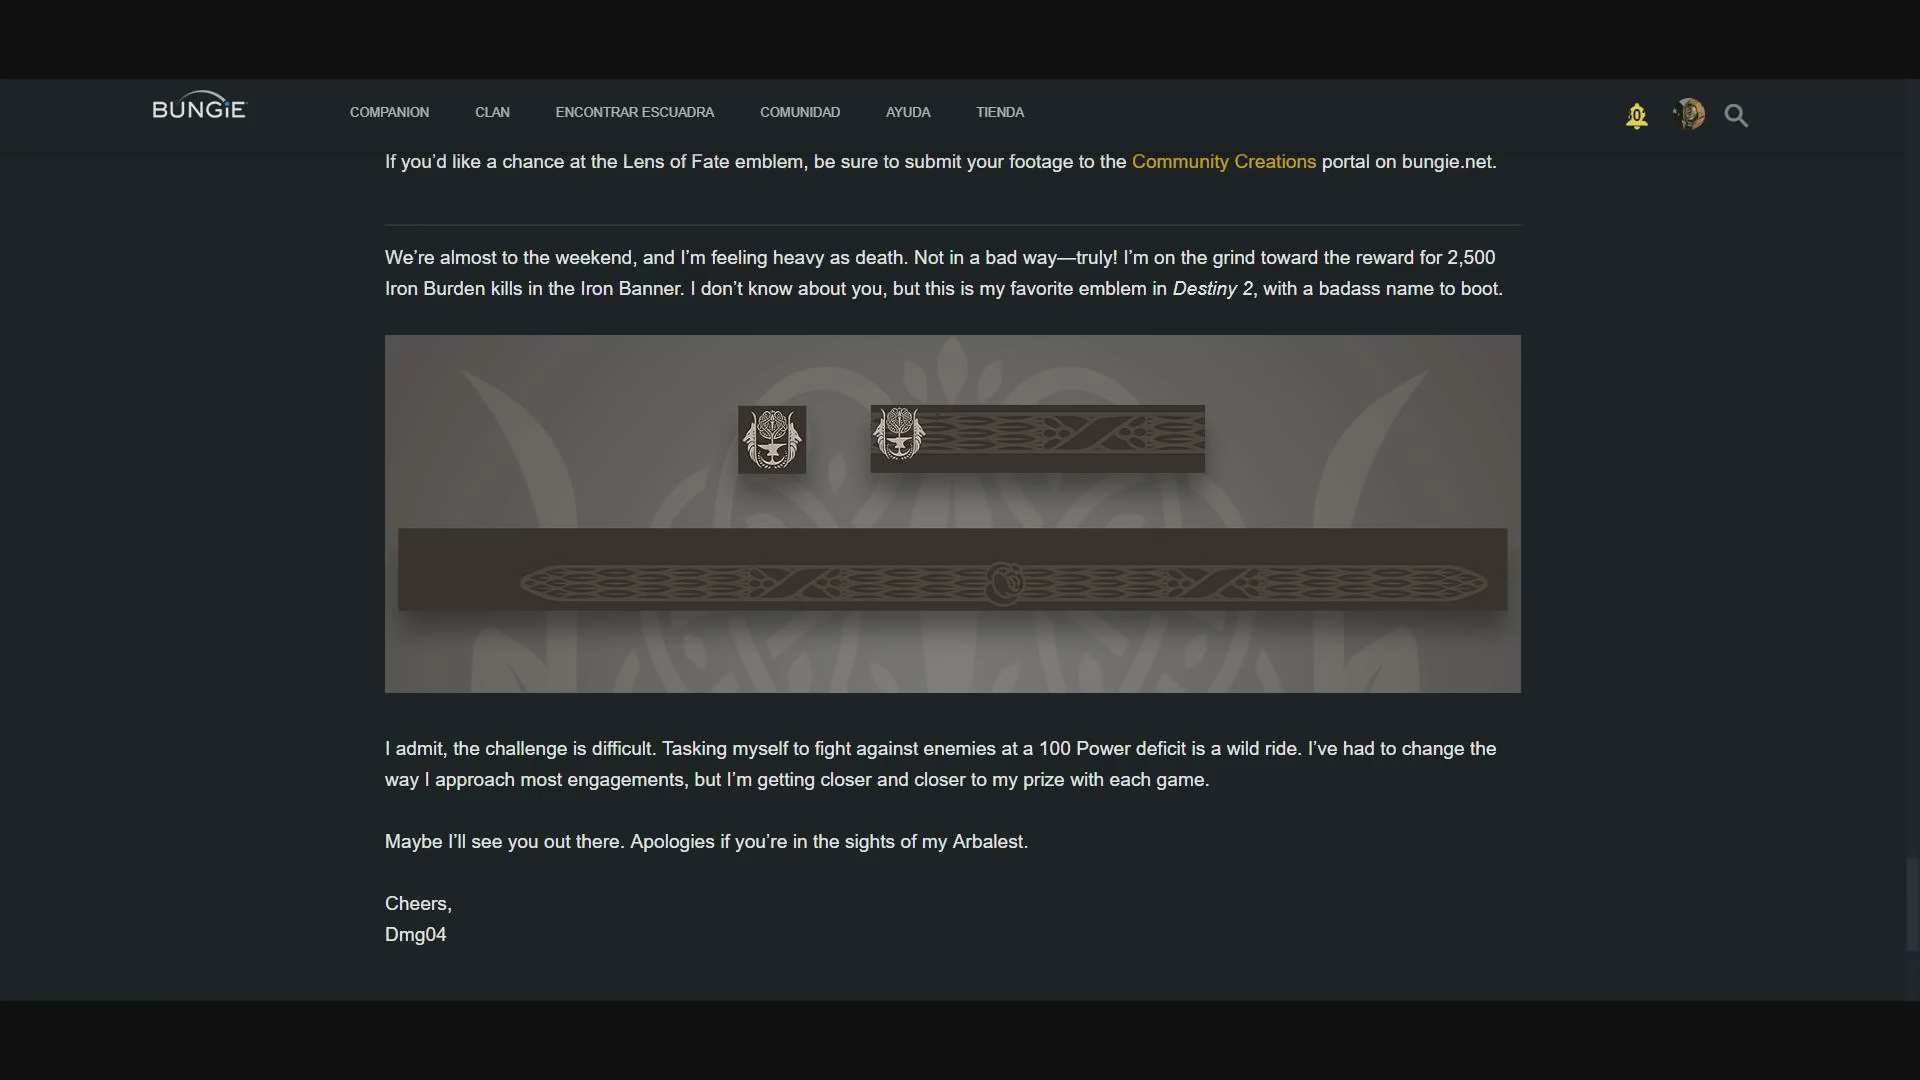 BUNGiE
COMPANION CLAN ENCONTRAR ESCUADRA COMUNIDAD AYUDA TIENDA
If you’d like a chance at the Lens of Fate emblem, be sure to submit your footage to the Community Creations portal on bungie.net.
We’re almost to the weekend, and I’m feeling heavy as death. Not in a bad way—truly! I’m on the grind toward the reward for 2,500
Iron Burden kills in the Iron Banner. I don’t know about you, but this is my favorite emblem in Destiny 2, with a badass name to boot.
I admit, the challenge is difficult. Tasking myself to fight against enemies at a 100 Power deficit is a wild ride. I’ve had to change the
way I approach most engagements, but I’m getting closer and closer to my prize with each game.
Maybe I’ll see you out there. Apologies if you’re in the sights of my Arbalest.
Cheers,
Dmg04